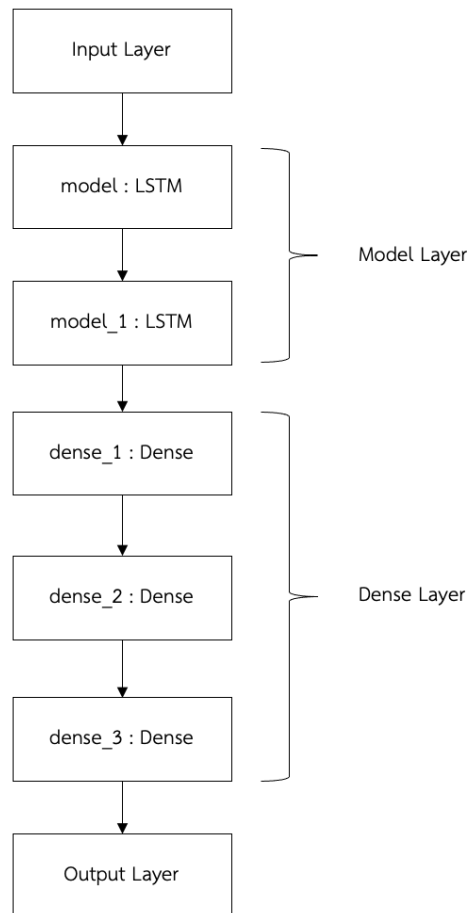 Input Layer
model : LSTM
model_1 : LSTM
Model Layer
dense_1 : Dense
dense_2 : Dense
dense_3 : Dense
Dense Layer
Output Layer